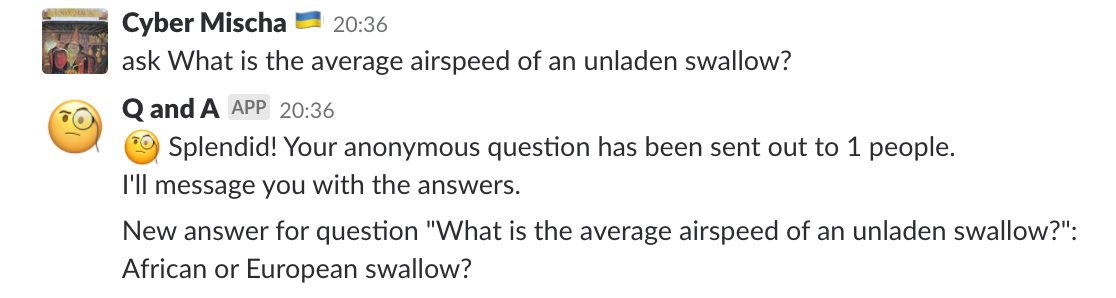 Cyber Mischa 🇺🇦 20:36
ask What is the average airspeed of an unladen swallow?
Q and A APP 20:36
🧐 Splendid! Your anonymous question has been sent out to 1 people.
I'll message you with the answers.
New answer for question "What is the average airspeed of an unladen swallow?":
African or European swallow?